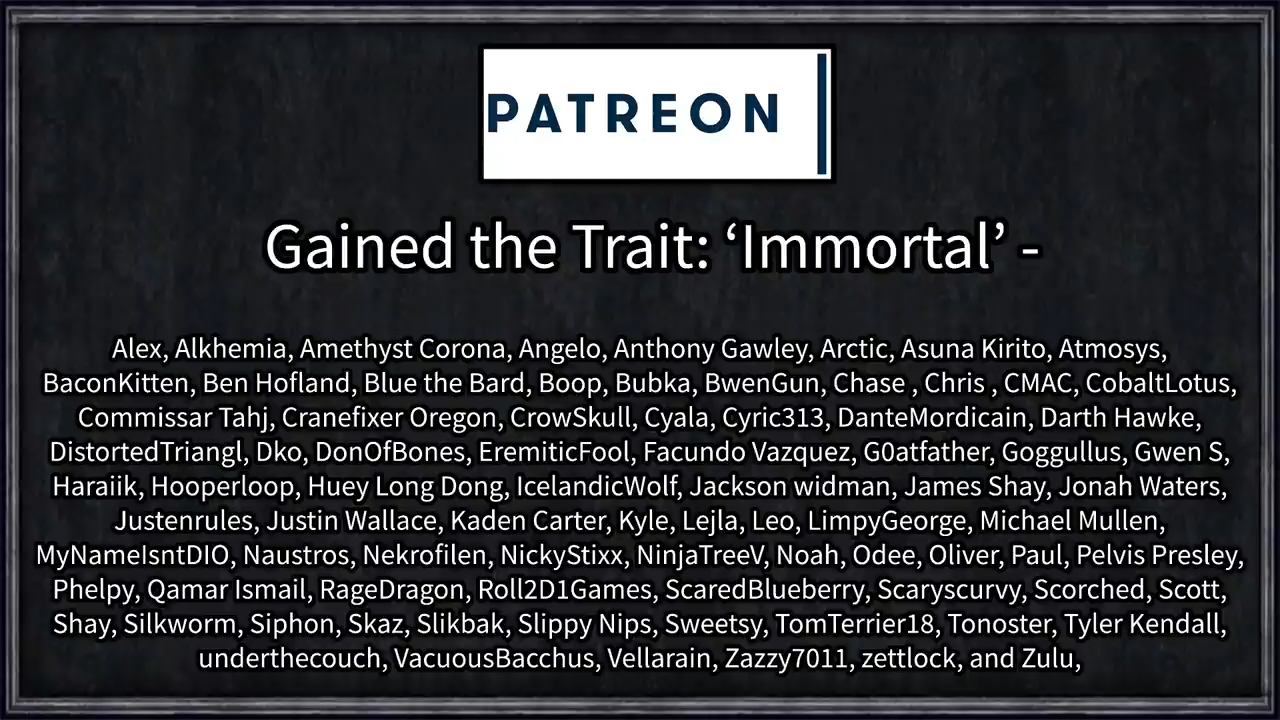 PATREON
Gained the Trait: ‘Immortal’ -
Alex, Alkhemia, Amethyst Corona, Angelo, Anthony Gawley, Arctic, Asuna Kirito, Atmosys,
BaconKitten, Ben Hofland, Blue the Bard, Boop, Bubka, BwenGun, Chase , Chris , CMAC, CobaltLotus,
Commissar Tahj, Cranefixer Oregon, CrowSkull, Cyala, Cyric313, DanteMordicain, Darth Hawke,
DistortedTriangl, Dko, DonOfBones, EremiticFool, Facundo Vazquez, G0atfather, Goggullus, Gwen S,
Haraiik, Hooperloop, Huey Long Dong, IcelandicWolf, Jackson widman, James Shay, Jonah Waters,
Justenrules, Justin Wallace, Kaden Carter, Kyle, Lejla, Leo, LimpyGeorge, Michael Mullen,
MyNameIsntDIO, Naustros, Nekrofilen, NickyStixx, NinjaTreeV, Noah, Odee, Oliver, Paul, Pelvis Presley,
Phelpy, Qamar Ismail, RageDragon, Roll2D1Games, ScaredBlueberry, Scaryscurvy, Scorched, Scott,
Shay, Silkworm, Siphon, Skaz, Slikbak, Slippy Nips, Sweetsy, TomTerrier18, Tonoster, Tyler Kendall,
underthecouch, VacuousBacchus, Vellarain, Zazzy7011, zettlock, and Zulu,